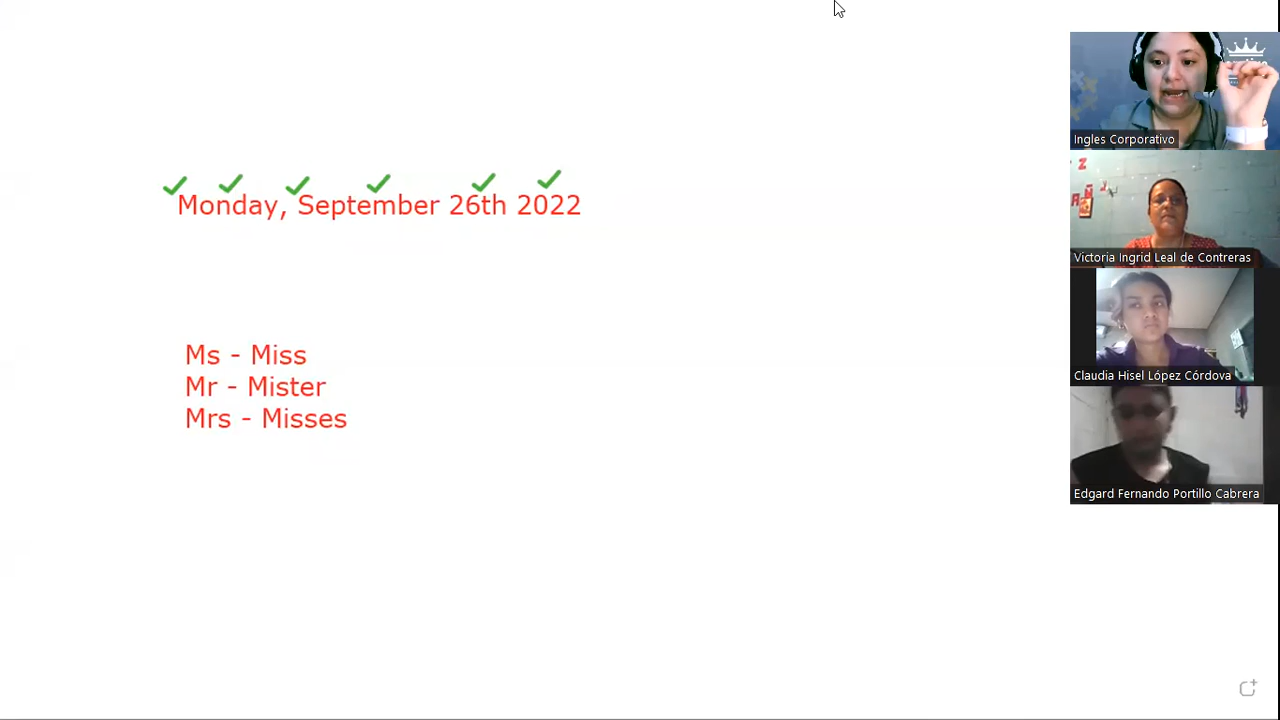 Monday, September 26th 2022
Ms - Miss
Mr - Mister
Mrs - Misses
Ingles Corporativo
Victoria Ingrid Leal de Contreras
Claudia Hisel López Córdova
Edgard Fernando Portillo Cabrera